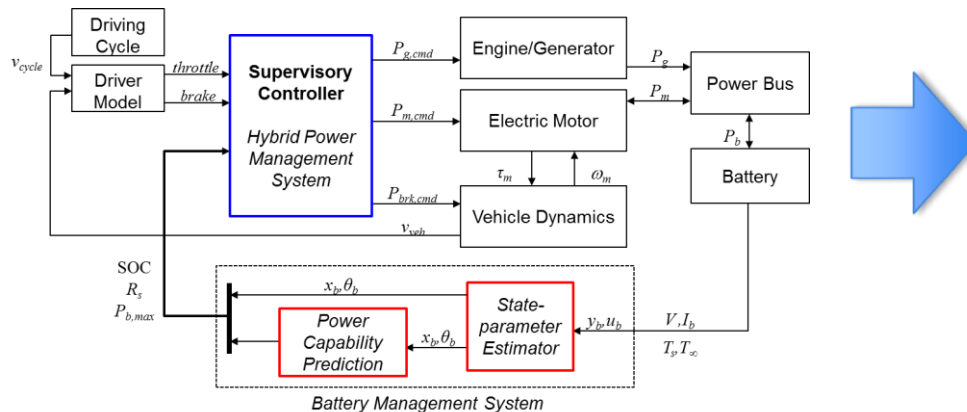 Driving
Cycle
v_cycle
Driver
Model
throttle
brake
Supervisory
Controller
Hybrid Power
Management
System
P_g,cmd
P_m,cmd
P_brk,cmd
Engine/Generator
P_g
Electric Motor
P_m
Power Bus
P_b
Battery
τ_m
ω_m
Vehicle Dynamics
v_veh
SOC
R_s
P_b,max
x_b,θ_b
Power
Capability
Prediction
x_b,θ_b
State-
parameter
Estimator
y_b,u_b
V,I_b
T_s,T_∞
Battery Management System